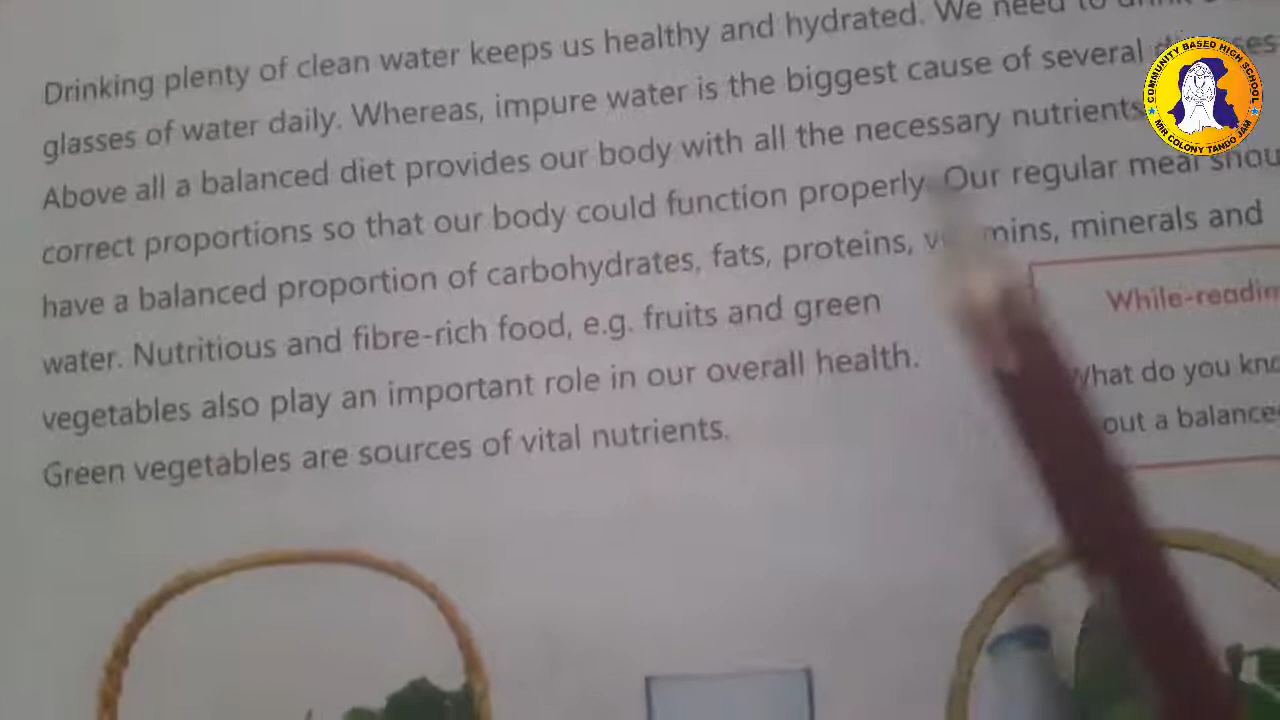 Drinking plenty of clean water keeps us healthy and hydrated. We need to drink
glasses of water daily. Whereas, impure water is the biggest cause of several
Above all a balanced diet provides our body with all the necessary nutrients
correct proportions so that our body could function properly. Our regular meal
have a balanced proportion of carbohydrates, fats, proteins, minerals and
water. Nutritious and fibre-rich food, e.g. fruits and green
vegetables also play an important role in our overall health.
Green vegetables are sources of vital nutrients.
While-readin
What do you kno
out a balance
COMMUNITY BASED HIGH SCHOOL
MIR COLONY TANDO JAM